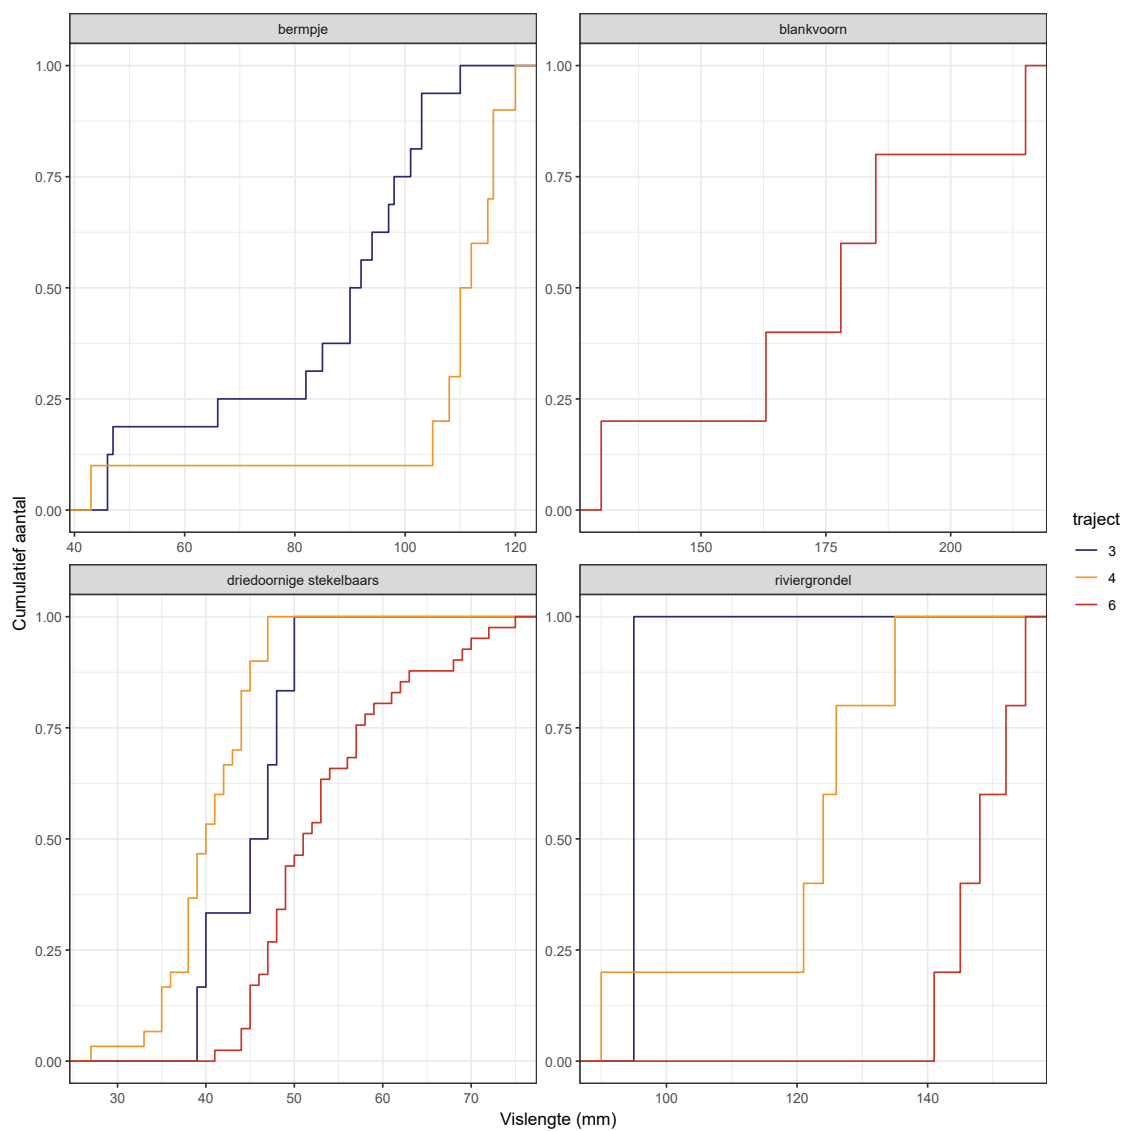 bermpje
blankvoorn
1.00
0.75
0.50
0.25
0.00
1.00
0.75
0.50
0.25
0.00
40 60 80 100 120
150 175 200
driedoornige stekelbaars
riviergrondel
1.00
0.75
0.50
0.25
0.00
1.00
0.75
0.50
0.25
0.00
30 40 50 60 70
100 120 140
Cumulatief aantal
Vislengte (mm)
traject
3
4
6